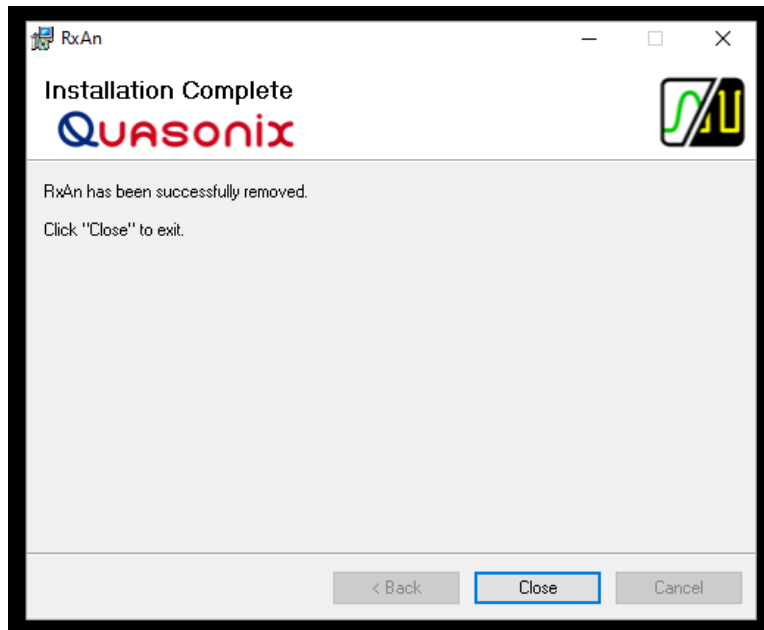 RxAn
Installation Complete
Quasonix
RxAn has been successfully removed.
Click "Close" to exit.
< Back Close Cancel